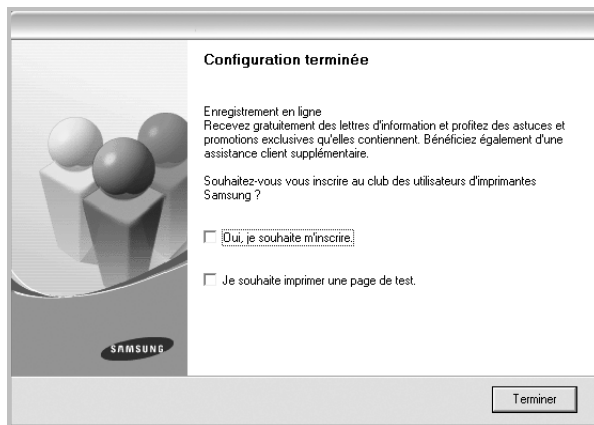 Configuration terminée
Enregistrement en ligne
Recevez gratuitement des lettres d'information et profitez des astuces et
promotions exclusives qu'elles contiennent. Bénéficiez également d'une
assistance client supplémentaire.
Souhaitez-vous vous inscrire au club des utilisateurs d'imprimantes
Samsung ?
Oui, je souhaite m'inscrire.
Je souhaite imprimer une page de test.
SAMSUNG
Terminer